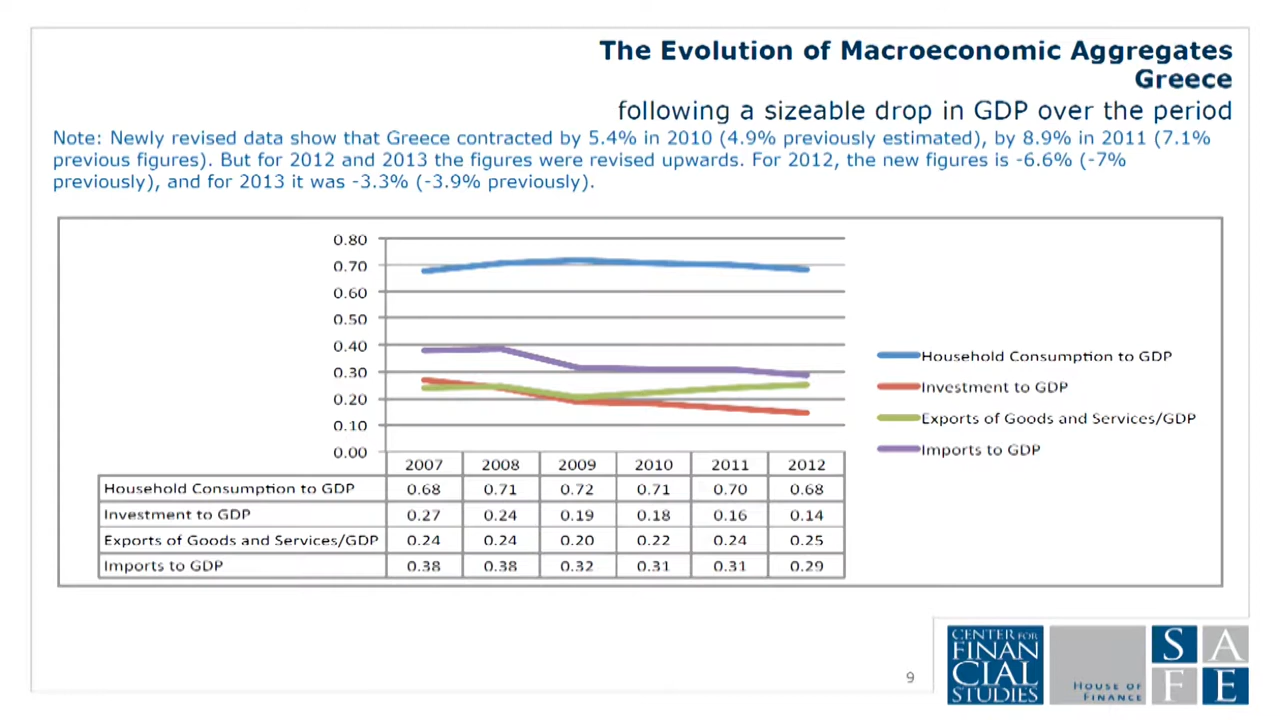 The Evolution of Macroeconomic Aggregates
Greece
following a sizeable drop in GDP over the period
Note: Newly revised data show that Greece contracted by 5.4% in 2010 (4.9% previously estimated), by 8.9% in 2011 (7.1%
previous figures). But for 2012 and 2013 the figures were revised upwards. For 2012, the new figures is -6.6% (-7%
previously), and for 2013 it was -3.3% (-3.9% previously).
0.80
0.70
0.60
0.50
0.40
0.30
0.20
0.10
0.00
Household Consumption to GDP
Investment to GDP
Exports of Goods and Services/GDP
Imports to GDP
2007 2008 2009 2010 2011 2012
Household Consumption to GDP 0.68 0.71 0.72 0.71 0.70 0.68
Investment to GDP 0.27 0.24 0.19 0.18 0.16 0.14
Exports of Goods and Services/GDP 0.24 0.24 0.20 0.22 0.24 0.25
Imports to GDP 0.38 0.38 0.32 0.31 0.31 0.29
9
CENTER FOR
FINAN
CIAL
STUDIES
HOUSE OF
FINANCE
S A
F E